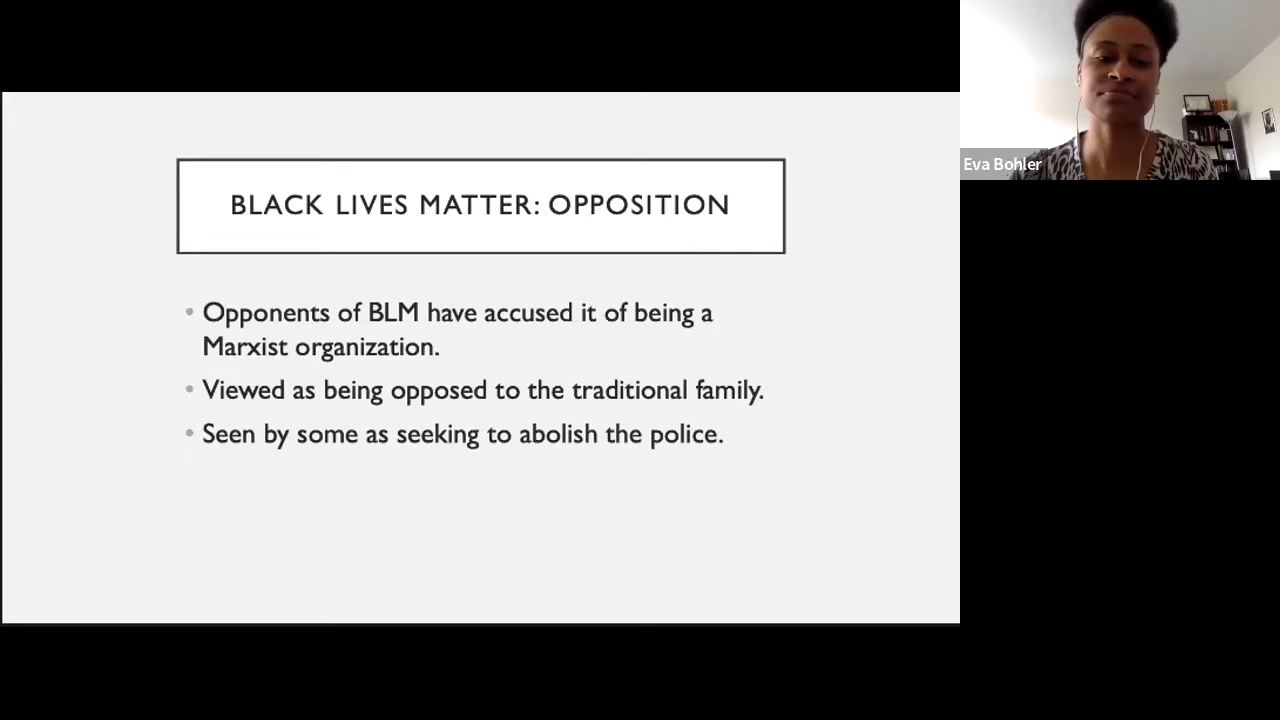 BLACK LIVES MATTER: OPPOSITION
• Opponents of BLM have accused it of being a
Marxist organization.
• Viewed as being opposed to the traditional family.
• Seen by some as seeking to abolish the police.
Eva Bohler